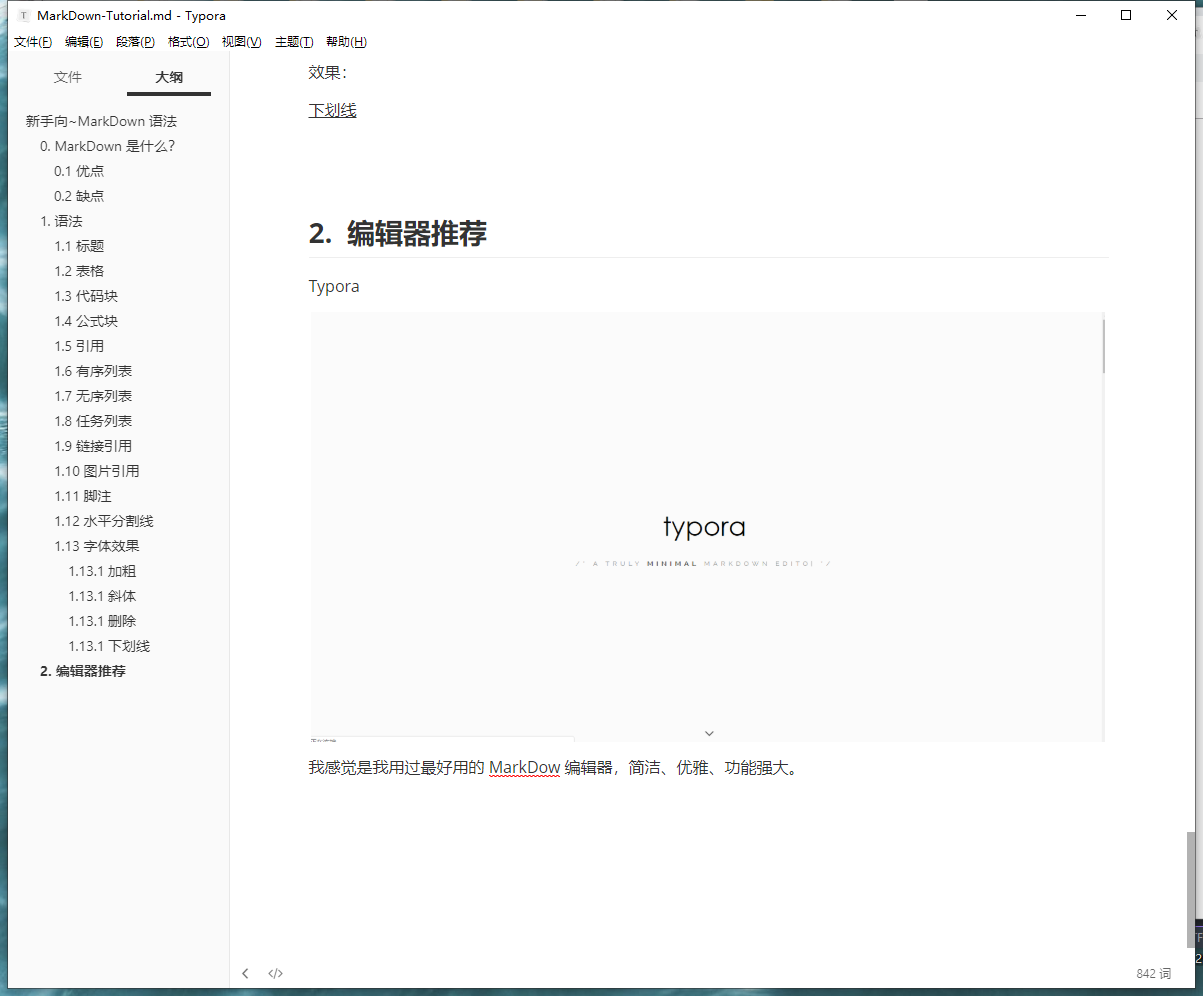 MarkDown-Tutorial.md - Typora
文件(F) 编辑(E) 段落(P) 格式(O) 视图(V) 主题(T) 帮助(H)
文件 大纲
新手向~MarkDown 语法
0. MarkDown 是什么?
0.1 优点
0.2 缺点
1. 语法
1.1 标题
1.2 表格
1.3 代码块
1.4 公式块
1.5 引用
1.6 有序列表
1.7 无序列表
1.8 任务列表
1.9 链接引用
1.10 图片引用
1.11 脚注
1.12 水平分割线
1.13 字体效果
1.13.1 加粗
1.13.1 斜体
1.13.1 删除
1.13.1 下划线
2. 编辑器推荐
效果：
下划线
2. 编辑器推荐
Typora
typora
/* A TRULY MINIMAL MARKDOWN EDITO! */
我感觉是我用过最好用的 MarkDow 编辑器，简洁、优雅、功能强大。
</> 842 词